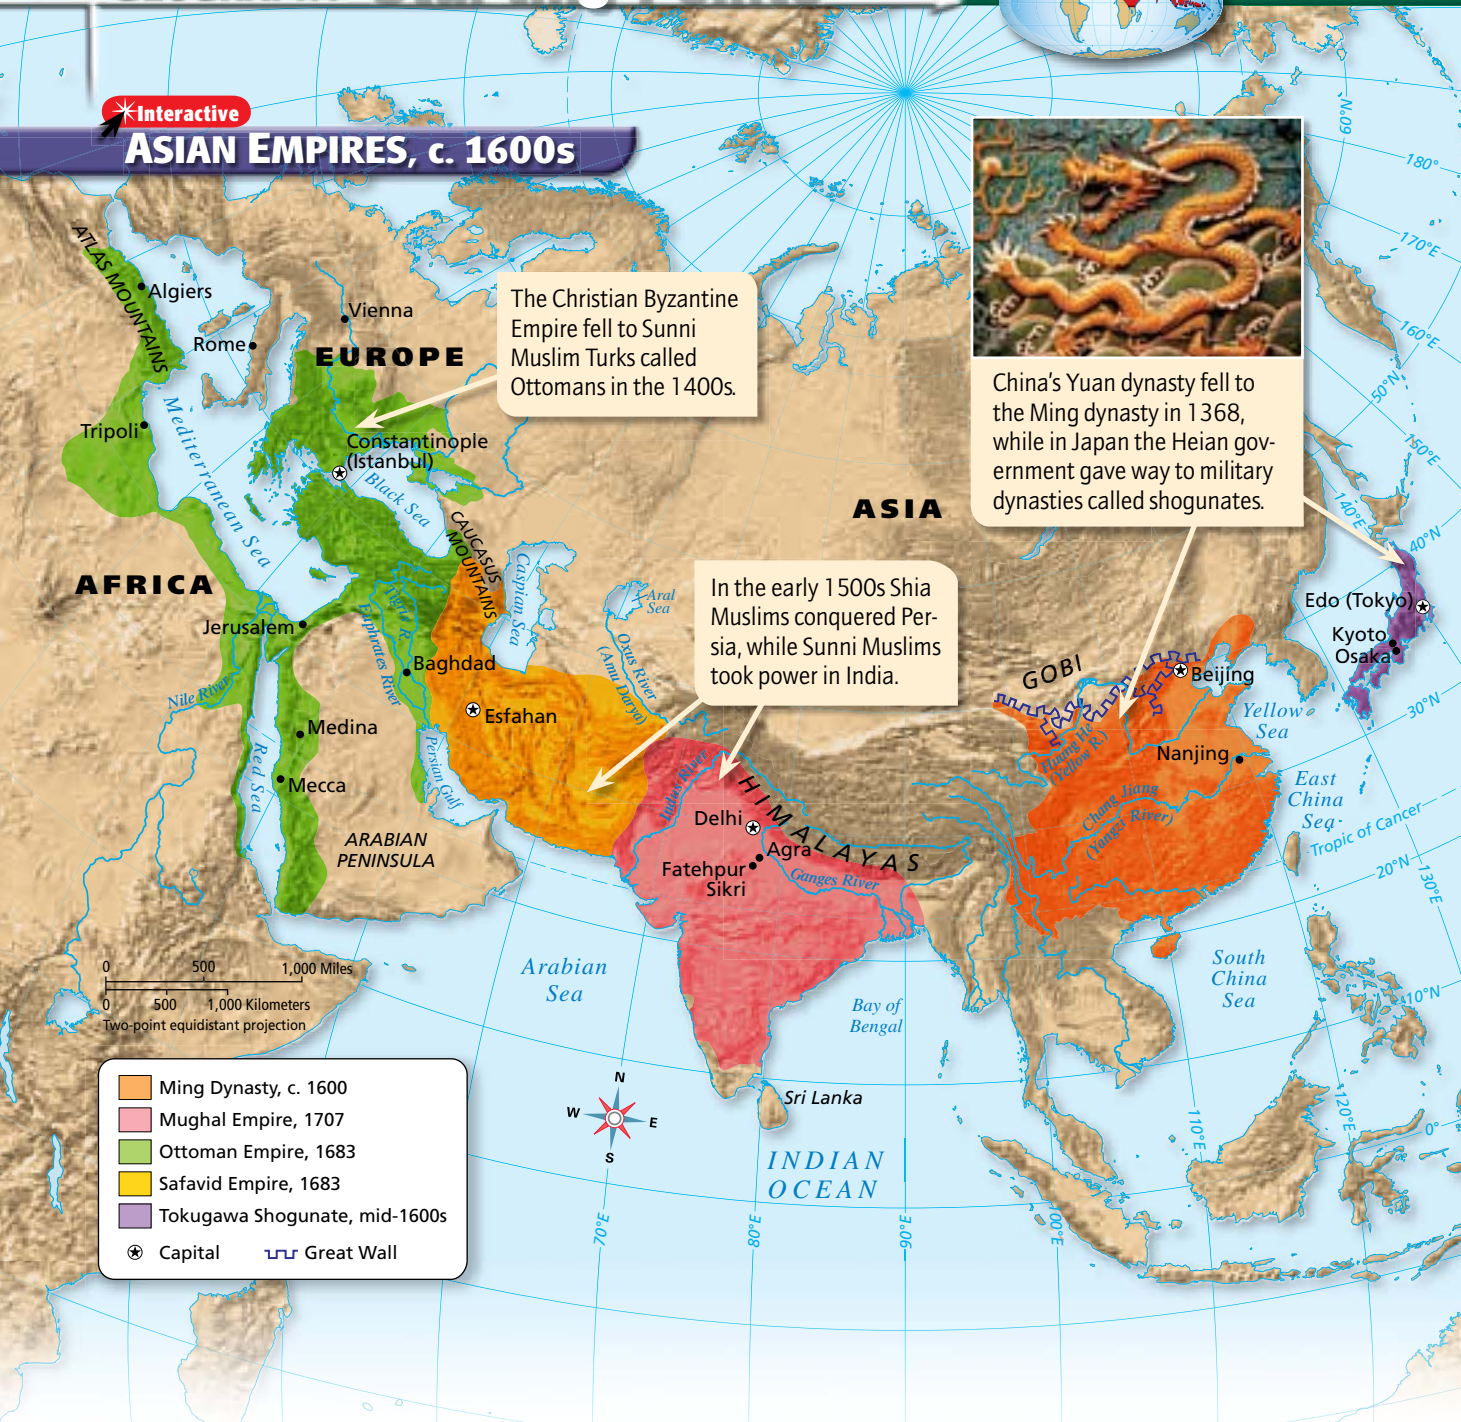 Interactive
ASIAN EMPIRES, c. 1600s
60°N
180°
170°E
160°E
50°N
150°E
140°E
40°N
ATLAS MOUNTAINS
Algiers
Vienna
Rome
EUROPE
The Christian Byzantine
Empire fell to Sunni
Muslim Turks called
Ottomans in the 1400s.
China's Yuan dynasty fell to
the Ming dynasty in 1368,
while in Japan the Heian gov-
ernment gave way to military
dynasties called shogunates.
Tripoli
Mediterranean Sea
Constantinople
(Istanbul)
Black Sea
CAUCASUS
MOUNTAINS
Caspian Sea
ASIA
AFRICA
In the early 1500s Shia
Muslims conquered Per-
sia, while Sunni Muslims
took power in India.
Aral
Sea
Oxus River
(Amu Darya)
Tigris R.
Euphrates River
Jerusalem
Baghdad
Nile River
Esfahan
Medina
Red Sea
Mecca
Persian Gulf
ARABIAN
PENINSULA
Edo (Tokyo)
Kyoto
Osaka
GOBI
Beijing
30°N
Yellow
Sea
Huang He
(Yellow R.)
Nanjing
East
China
Sea
Chang Jiang
(Yangzi River)
Tropic of Cancer
20°N
130°E
Indus River
HIMALAYAS
Delhi
Agra
Fatehpur
Sikri
Ganges River
Arabian
Sea
Bay of
Bengal
South
China
Sea
10°N
0 500 1,000 Miles
0 500 1,000 Kilometers
Two-point equidistant projection
Ming Dynasty, c. 1600
Mughal Empire, 1707
Ottoman Empire, 1683
Safavid Empire, 1683
Tokugawa Shogunate, mid-1600s
Capital
Great Wall
N
W
E
S
Sri Lanka
INDIAN
OCEAN
70°E
80°E
90°E
100°E
110°E
120°E
0°